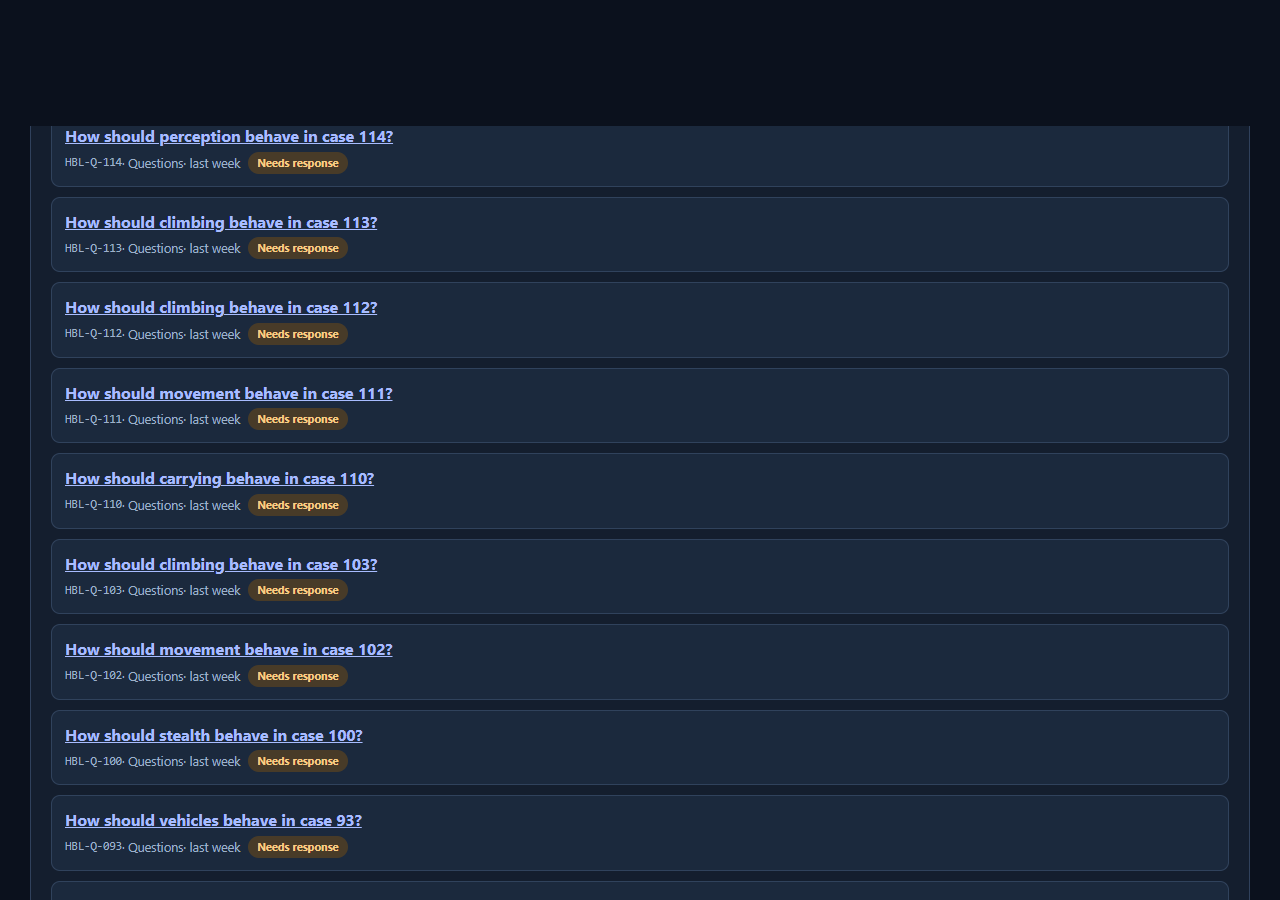 How should perception behave in case 114?
HBL-Q-114· Questions· last week Needs response
How should climbing behave in case 113?
HBL-Q-113· Questions· last week Needs response
How should climbing behave in case 112?
HBL-Q-112· Questions· last week Needs response
How should movement behave in case 111?
HBL-Q-111· Questions· last week Needs response
How should carrying behave in case 110?
HBL-Q-110· Questions· last week Needs response
How should climbing behave in case 103?
HBL-Q-103· Questions· last week Needs response
How should movement behave in case 102?
HBL-Q-102· Questions· last week Needs response
How should stealth behave in case 100?
HBL-Q-100· Questions· last week Needs response
How should vehicles behave in case 93?
HBL-Q-093· Questions· last week Needs response